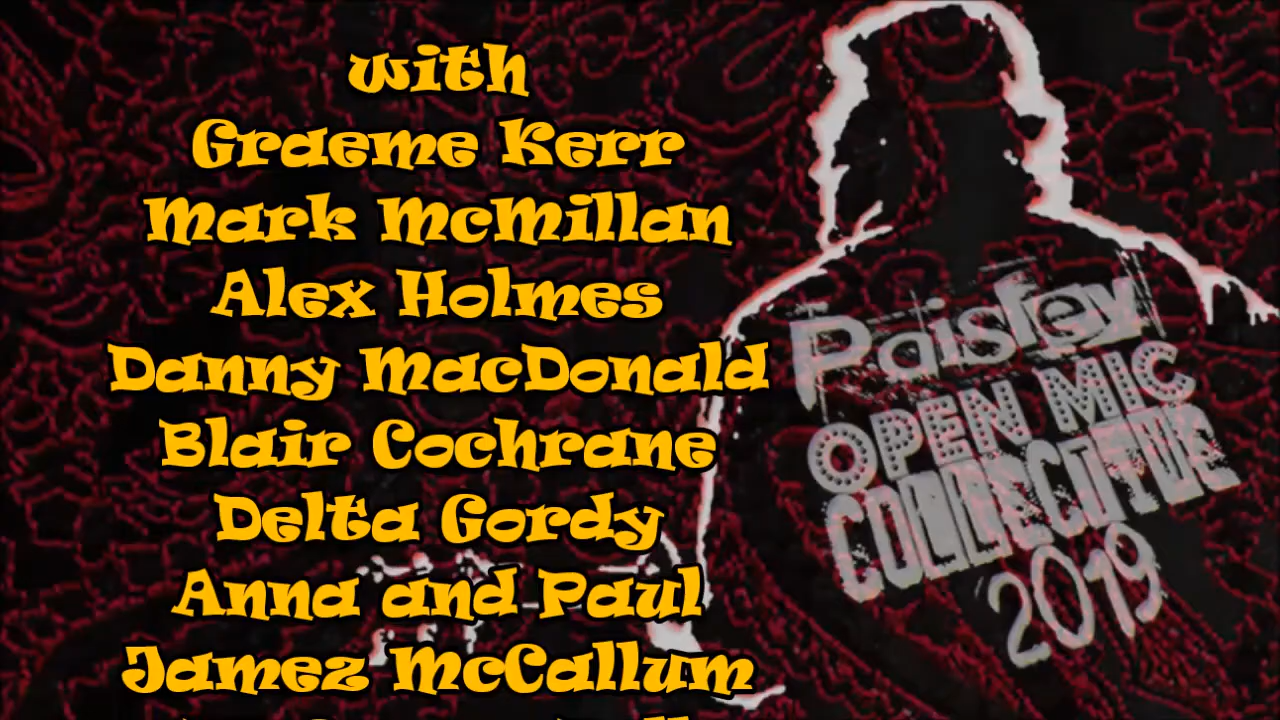 with
Graeme Kerr
Mark McMillan
Alex Holmes
Danny MacDonald
Blair Cochrane
Delta Gordy
Anna and Paul
Jamez McCallum
Paisley
OPEN MIC
COLLECTIVE
2019